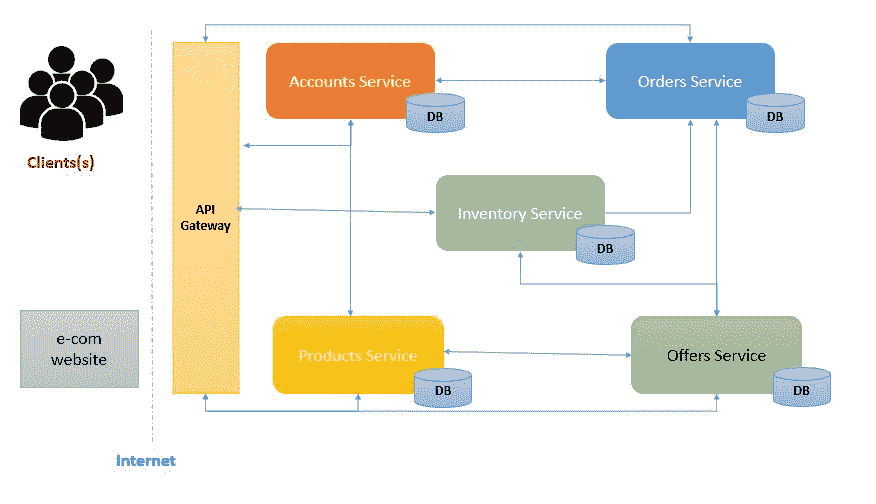 Accounts Service
DB
Orders Service
DB
Clients(s)
API
Gateway
Inventory Service
DB
e-com
website
Products Service
DB
Offers Service
DB
Internet